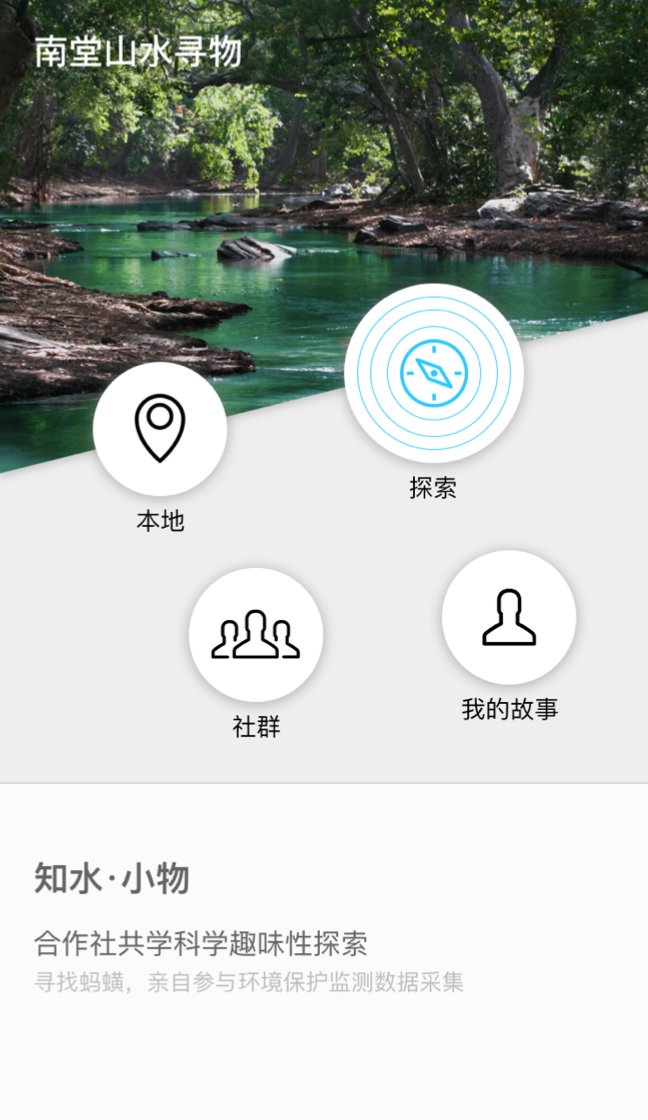 南堂山水寻物
探索
本地
我的故事
社群
知水·小物
合作社共学科学趣味性探索
寻找蚂蟥，亲自参与环境保护监测数据采集